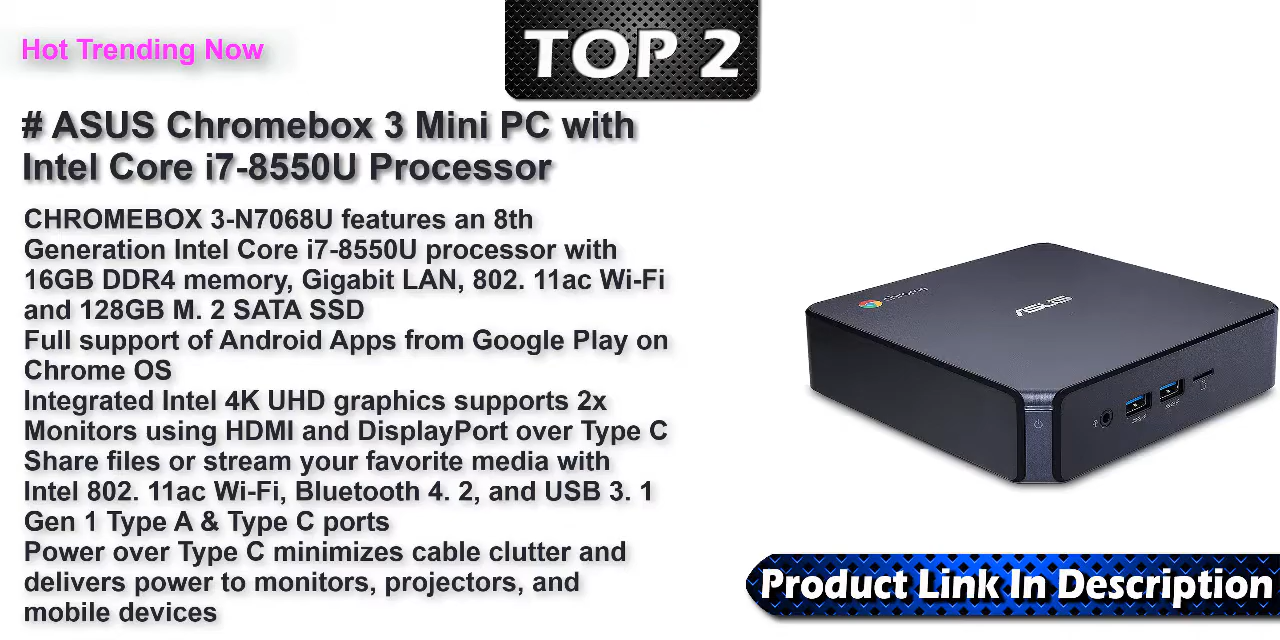 TOP 2
Hot Trending Now
# ASUS Chromebox 3 Mini PC with
Intel Core i7-8550U Processor
CHROMEBOX 3-N7068U features an 8th
Generation Intel Core i7-8550U processor with
16GB DDR4 memory, Gigabit LAN, 802. 11ac Wi-Fi
and 128GB M. 2 SATA SSD
Full support of Android Apps from Google Play on
Chrome OS
Integrated Intel 4K UHD graphics supports 2x
Monitors using HDMI and DisplayPort over Type C
Share files or stream your favorite media with
Intel 802. 11ac Wi-Fi, Bluetooth 4. 2, and USB 3. 1
Gen 1 Type A & Type C ports
Power over Type C minimizes cable clutter and
delivers power to monitors, projectors, and
mobile devices
ASUS
Product Link In Description